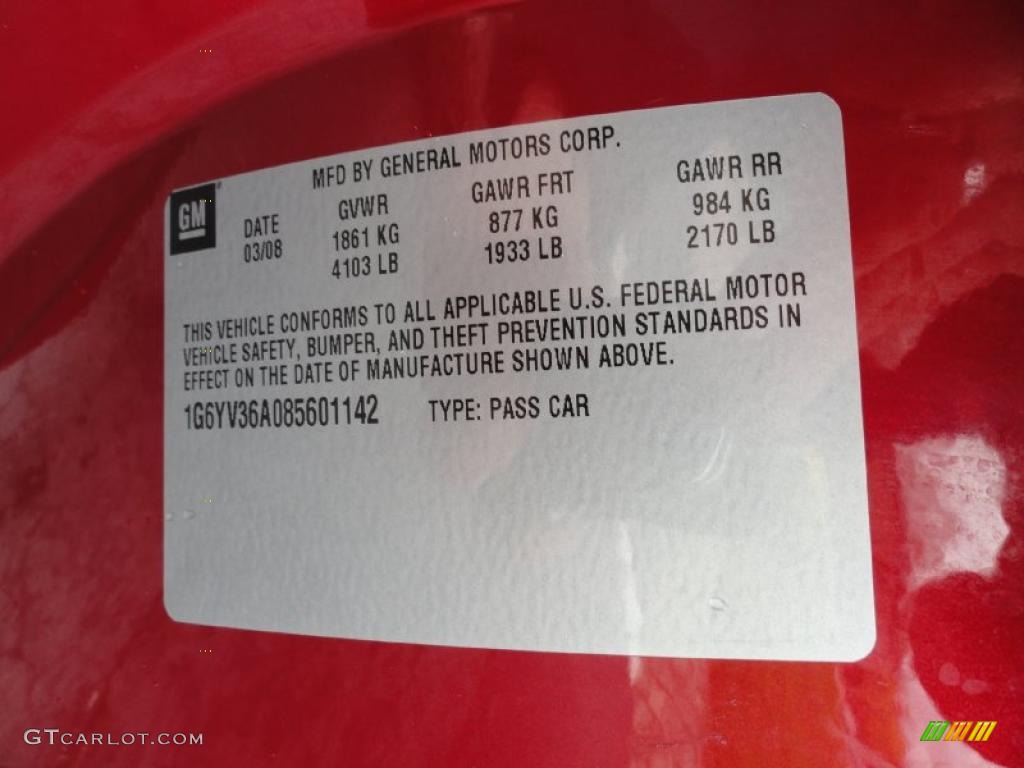 MFD BY GENERAL MOTORS CORP.
GM
DATE GVWR GAWR FRT GAWR RR
03/08 1861 KG 877 KG 984 KG
4103 LB 1933 LB 2170 LB
THIS VEHICLE CONFORMS TO ALL APPLICABLE U.S. FEDERAL MOTOR
VEHICLE SAFETY, BUMPER, AND THEFT PREVENTION STANDARDS IN
EFFECT ON THE DATE OF MANUFACTURE SHOWN ABOVE.
1G6YV36A085601142 TYPE: PASS CAR
GTCARLOT.COM